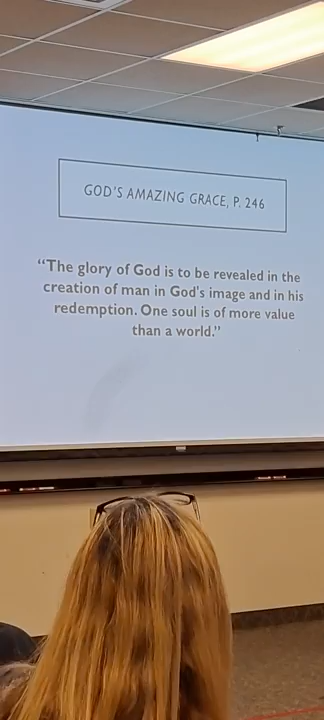 GOD'S AMAZING GRACE, P. 246
"The glory of God is to be revealed in the
creation of man in God's image and in his
redemption. One soul is of more value
than a world."